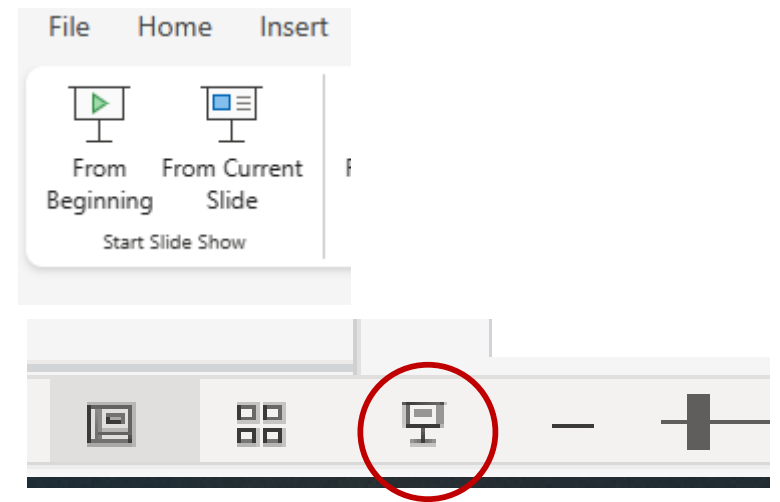 File Home Insert
From From Current
Beginning Slide
Start Slide Show